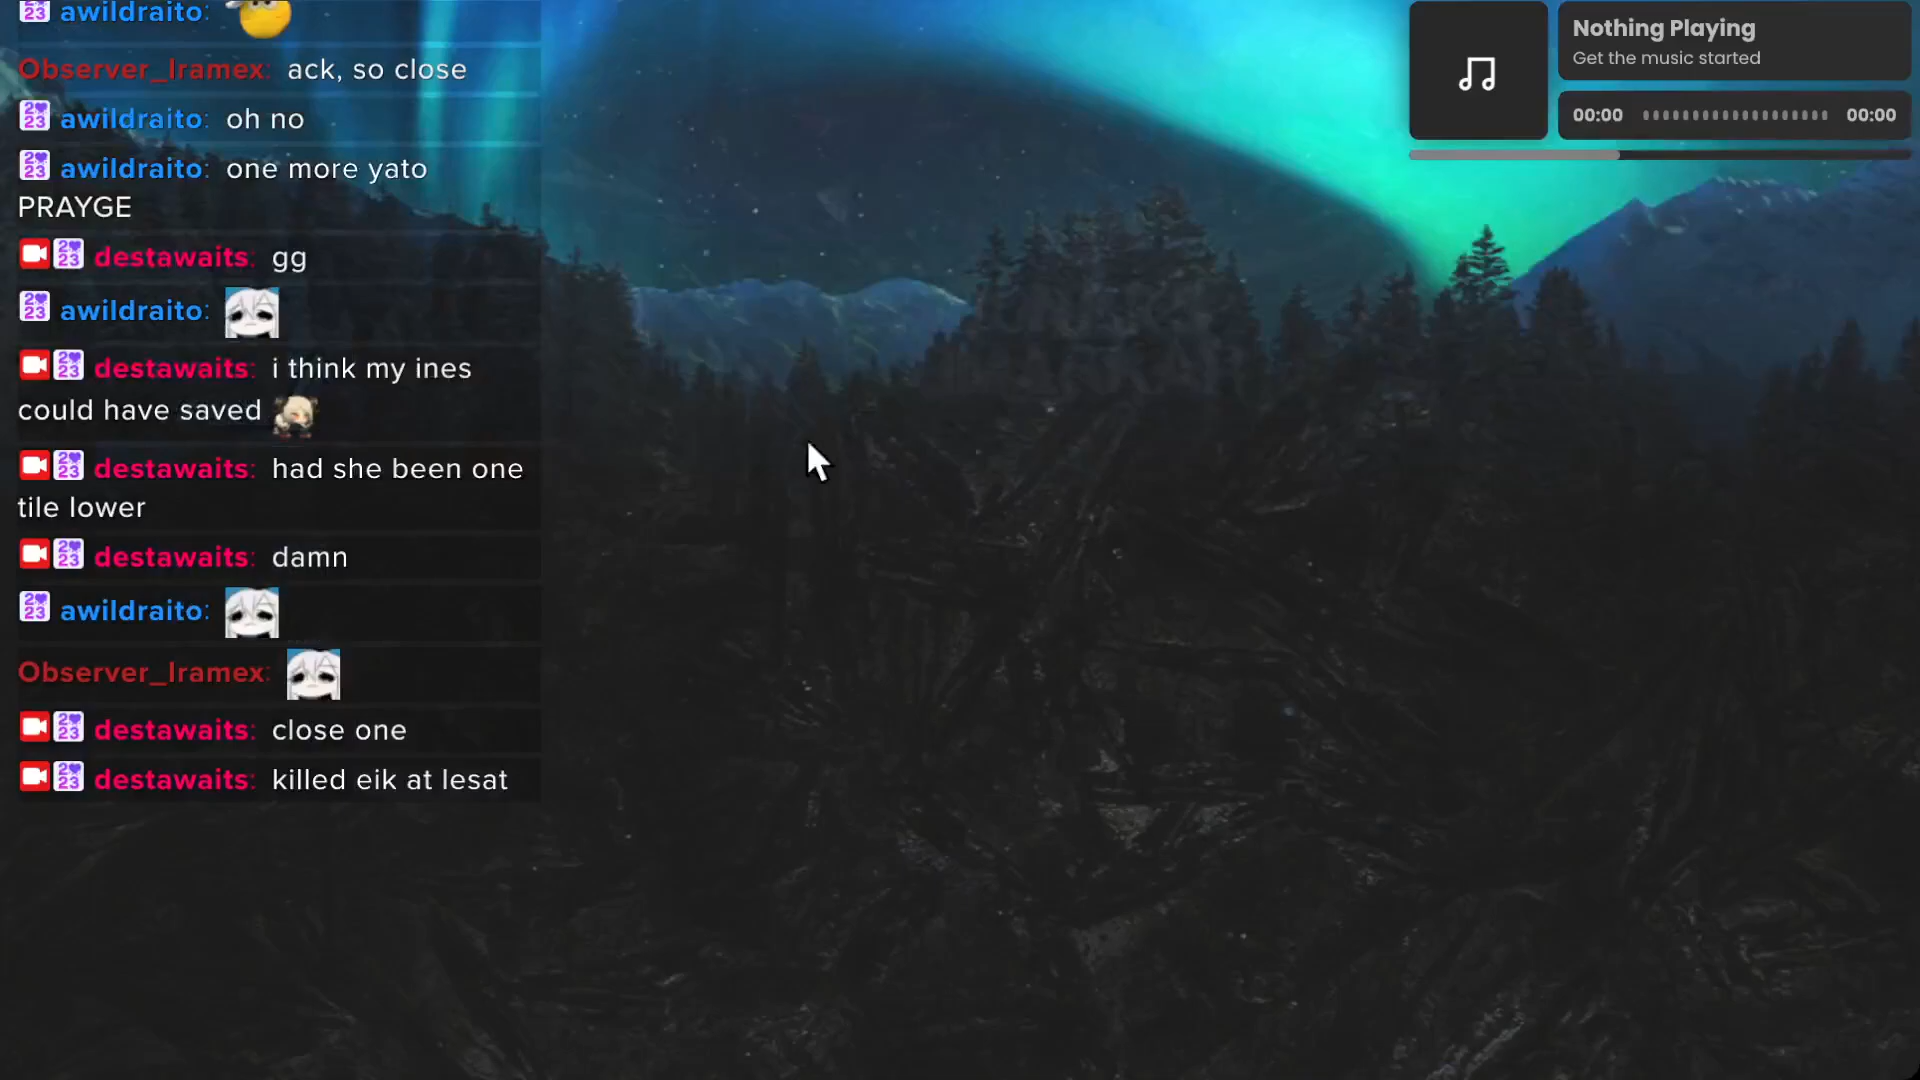 awildraito:
Observer_Iramex: ack, so close
awildraito: oh no
awildraito: one more yato
PRAYGE
destawaits: gg
awildraito:
destawaits: i think my ines
could have saved
destawaits: had she been one
tile lower
destawaits: damn
awildraito:
Observer_Iramex:
destawaits: close one
destawaits: killed eik at lesat
Nothing Playing
Get the music started
00:00 00:00